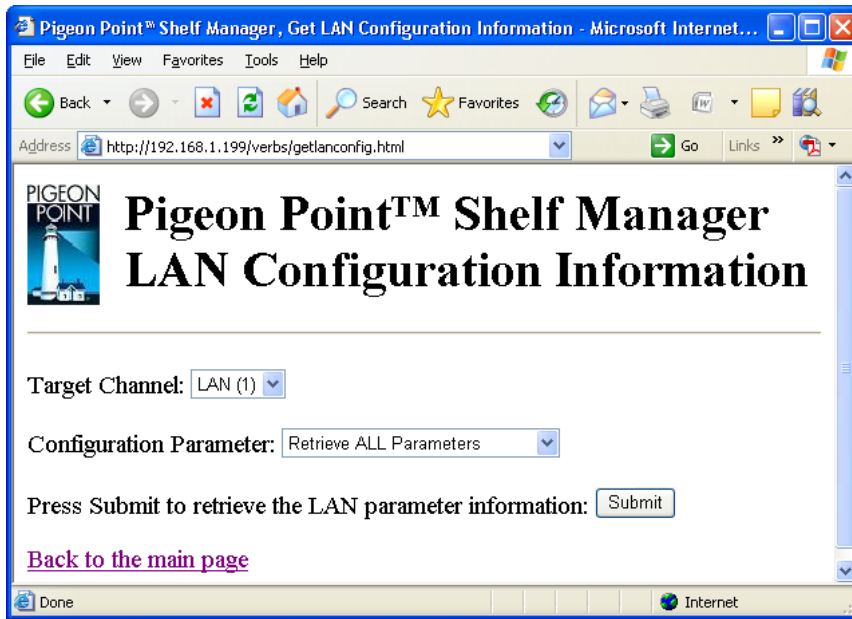 Pigeon Point™ Shelf Manager, Get LAN Configuration Information - Microsoft Internet...
File Edit View Favorites Tools Help
Back Search Favorites
Address http://192.168.1.199/verbs/getlanconfig.html Go Links »
PIGEON
POINT
Pigeon Point™ Shelf Manager
LAN Configuration Information
Target Channel: LAN (1)
Configuration Parameter: Retrieve ALL Parameters
Press Submit to retrieve the LAN parameter information: Submit
Back to the main page
Done Internet